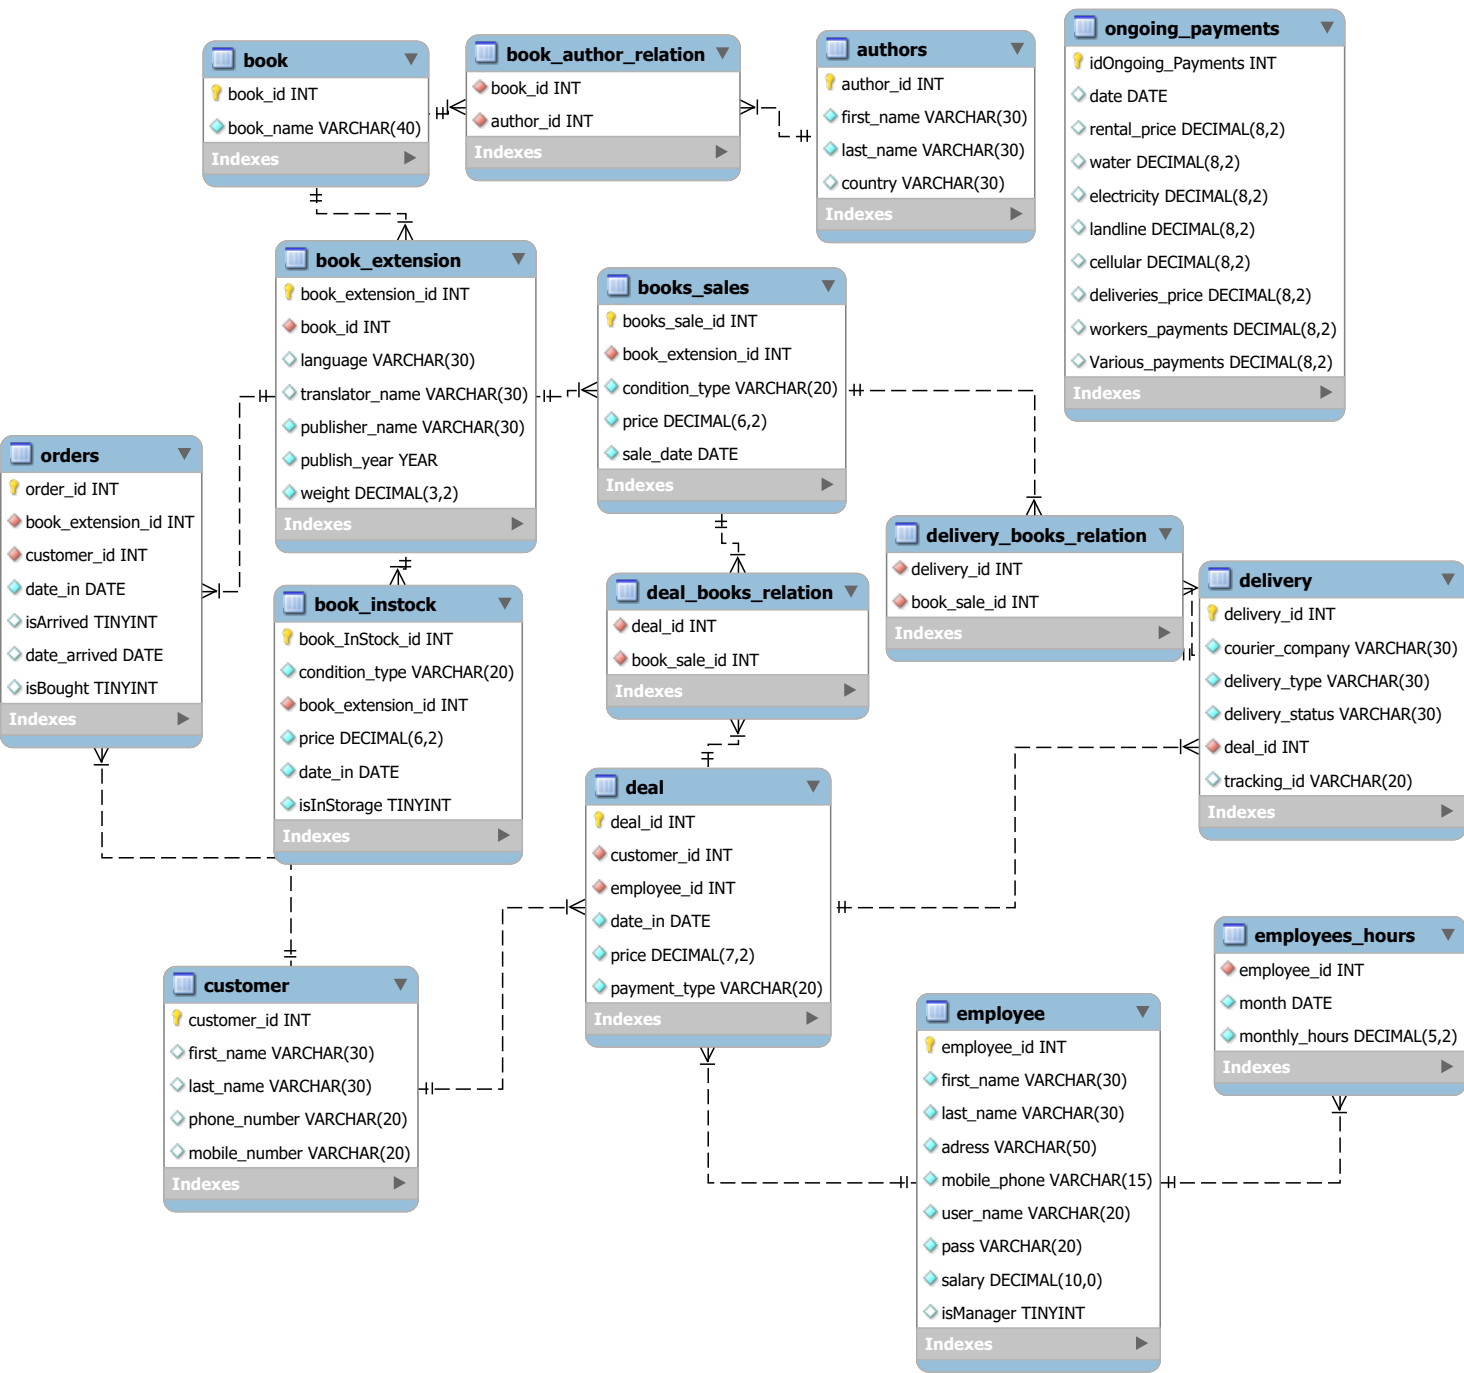 book
book_id INT
book_name VARCHAR(40)
Indexes
book_author_relation
book_id INT
author_id INT
Indexes
authors
author_id INT
first_name VARCHAR(30)
last_name VARCHAR(30)
country VARCHAR(30)
Indexes
ongoing_payments
idOngoing_Payments INT
date DATE
rental_price DECIMAL(8,2)
water DECIMAL(8,2)
electricity DECIMAL(8,2)
landline DECIMAL(8,2)
cellular DECIMAL(8,2)
deliveries_price DECIMAL(8,2)
workers_payments DECIMAL(8,2)
Various_payments DECIMAL(8,2)
Indexes
book_extension
book_extension_id INT
book_id INT
language VARCHAR(30)
translator_name VARCHAR(30)
publisher_name VARCHAR(30)
publish_year YEAR
weight DECIMAL(3,2)
Indexes
books_sales
books_sale_id INT
book_extension_id INT
condition_type VARCHAR(20)
price DECIMAL(6,2)
sale_date DATE
Indexes
orders
order_id INT
book_extension_id INT
customer_id INT
date_in DATE
isArrived TINYINT
date_arrived DATE
isBought TINYINT
Indexes
book_instock
book_InStock_id INT
condition_type VARCHAR(20)
book_extension_id INT
price DECIMAL(6,2)
date_in DATE
isInStorage TINYINT
Indexes
deal_books_relation
deal_id INT
book_sale_id INT
Indexes
delivery_books_relation
delivery_id INT
book_sale_id INT
Indexes
delivery
delivery_id INT
courier_company VARCHAR(30)
delivery_type VARCHAR(30)
delivery_status VARCHAR(30)
deal_id INT
tracking_id VARCHAR(20)
Indexes
deal
deal_id INT
customer_id INT
employee_id INT
date_in DATE
price DECIMAL(7,2)
payment_type VARCHAR(20)
Indexes
customer
customer_id INT
first_name VARCHAR(30)
last_name VARCHAR(30)
phone_number VARCHAR(20)
mobile_number VARCHAR(20)
Indexes
employee
employee_id INT
first_name VARCHAR(30)
last_name VARCHAR(30)
adress VARCHAR(50)
mobile_phone VARCHAR(15)
user_name VARCHAR(20)
pass VARCHAR(20)
salary DECIMAL(10,0)
isManager TINYINT
Indexes
employees_hours
employee_id INT
month DATE
monthly_hours DECIMAL(5,2)
Indexes